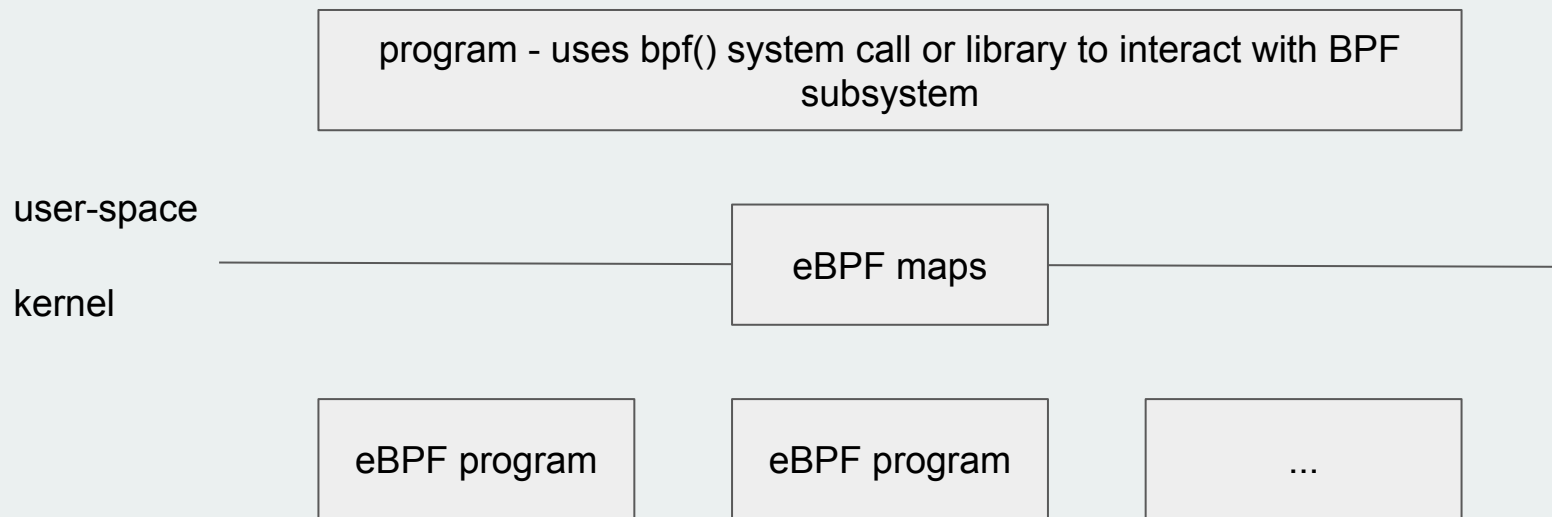 program - uses bpf() system call or library to interact with BPF
subsystem
user-space
eBPF maps
kernel
eBPF program
eBPF program
...